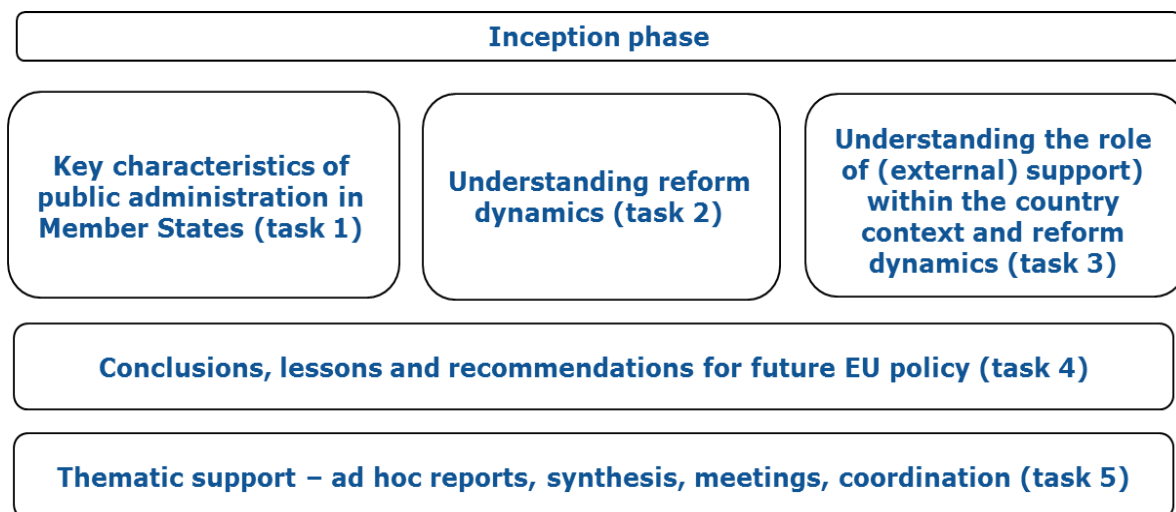 Inception phase
Key characteristics of
public administration in
Member States (task 1)
Understanding reform
dynamics (task 2)
Understanding the role
of (external) support)
within the country
context and reform
dynamics (task 3)
Conclusions, lessons and recommendations for future EU policy (task 4)
Thematic support – ad hoc reports, synthesis, meetings, coordination (task 5)